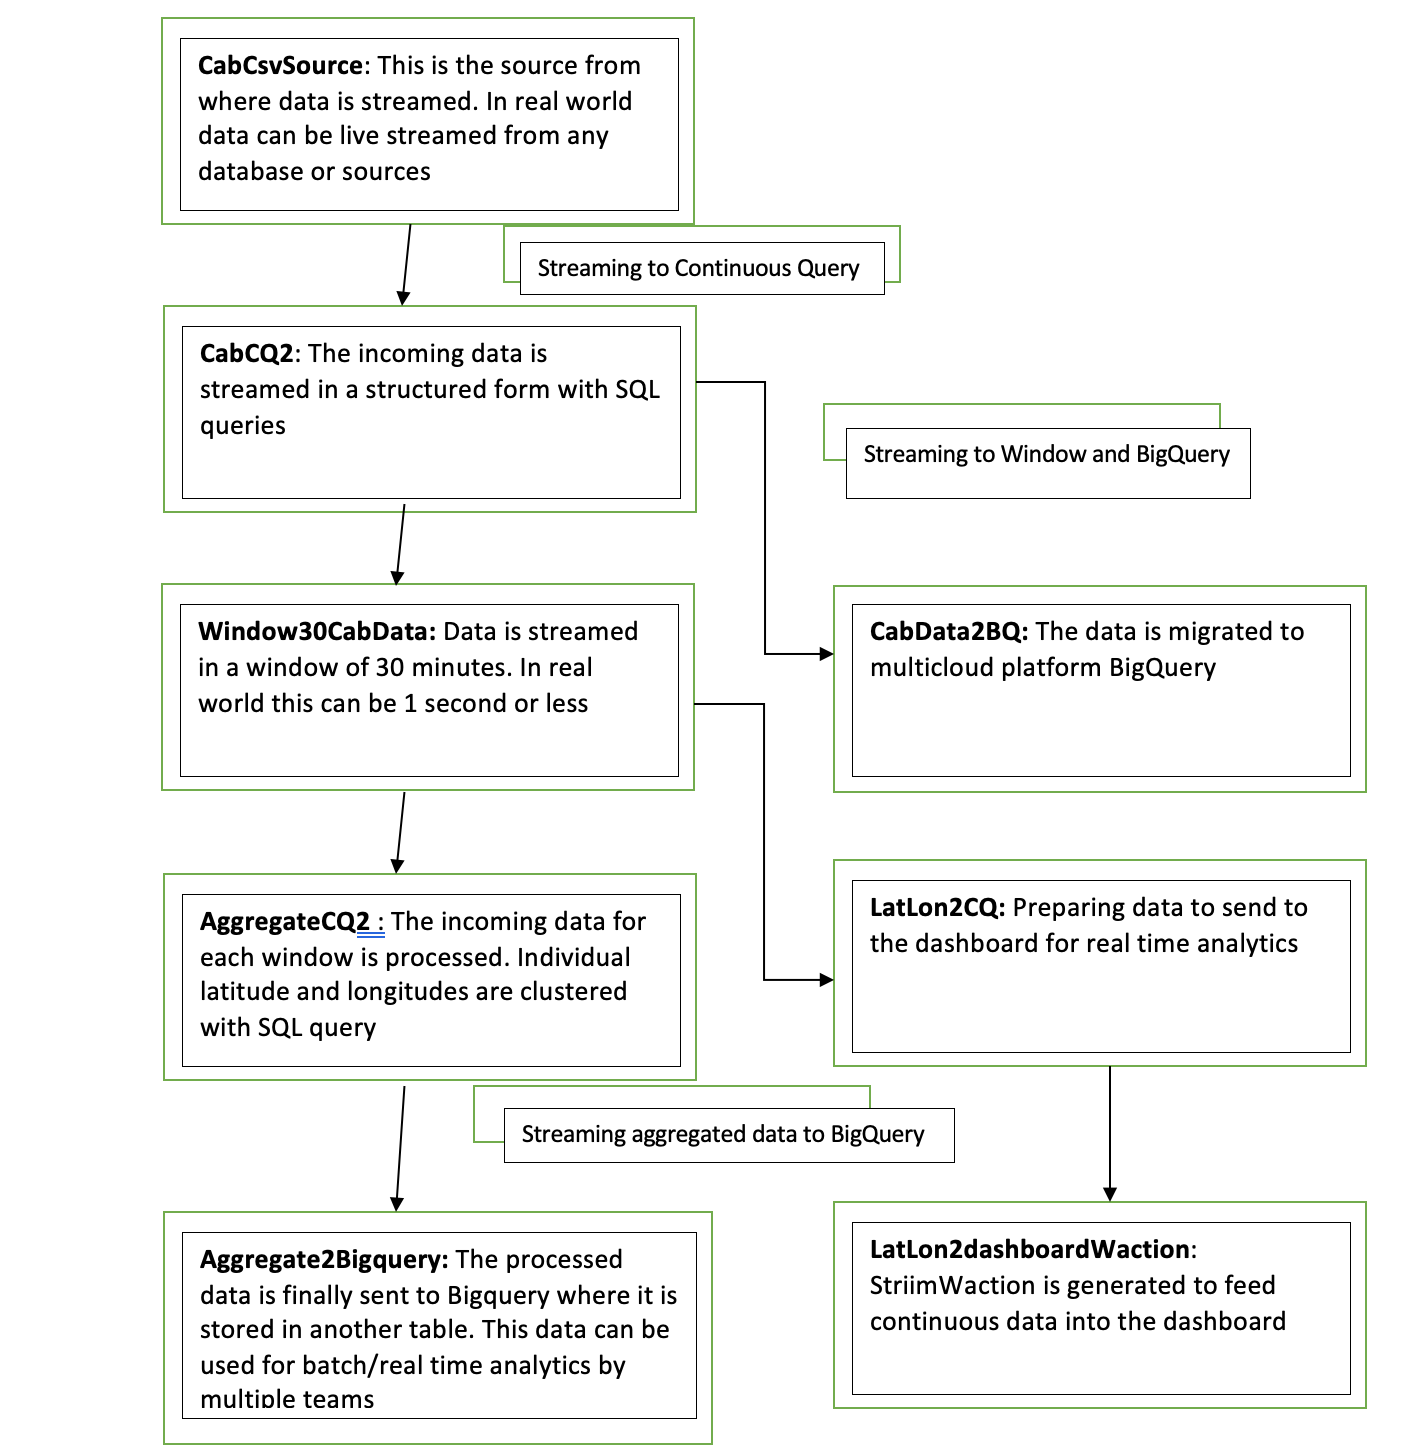 CabCsvSource: This is the source from
where data is streamed. In real world
data can be live streamed from any
database or sources
Streaming to Continuous Query
CabCQ2: The incoming data is
streamed in a structured form with SQL
queries
Streaming to Window and BigQuery
Window30CabData: Data is streamed
in a window of 30 minutes. In real
world this can be 1 second or less
CabData2BQ: The data is migrated to
multicloud platform BigQuery
AggregateCQ2 : The incoming data for
each window is processed. Individual
latitude and longitudes are clustered
with SQL query
LatLon2CQ: Preparing data to send to
the dashboard for real time analytics
Streaming aggregated data to BigQuery
Aggregate2Bigquery: The processed
data is finally sent to Bigquery where it is
stored in another table. This data can be
used for batch/real time analytics by
multiple teams
LatLon2dashboardWaction:
StriimWaction is generated to feed
continuous data into the dashboard